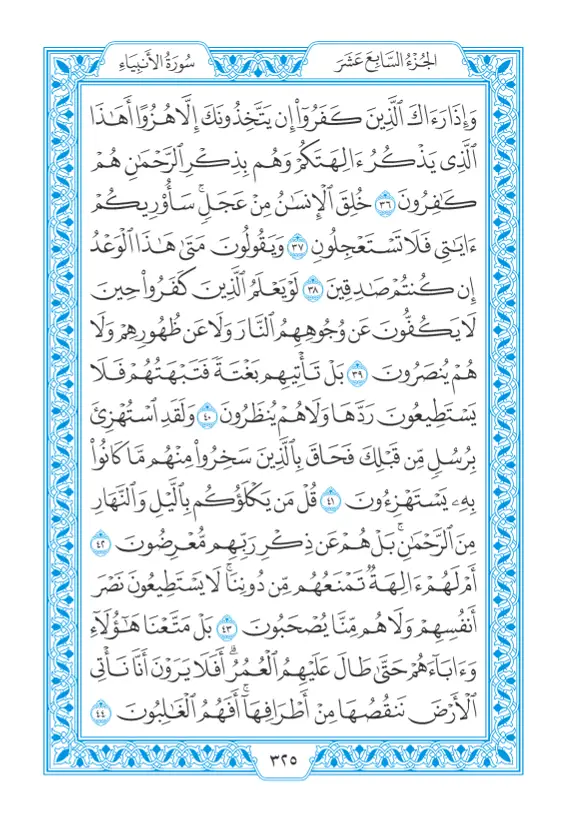 الجُزْءُ السَّابِعَ عَشَرَ
سُورَةُ الأَنْبِيَاءِ
وَإِذَا رَءَاكَ ٱلَّذِينَ كَفَرُوٓا۟ إِن يَتَّخِذُونَكَ إِلَّا هُزُوًا أَهَٰذَا
ٱلَّذِى يَذْكُرُ ءَالِهَتَكُمْ وَهُم بِذِكْرِ ٱلرَّحْمَٰنِ هُمْ
كَٰفِرُونَ ٣٦ خُلِقَ ٱلْإِنسَٰنُ مِنْ عَجَلٍ ۚ سَأُو۟رِيكُمْ
ءَايَٰتِى فَلَا تَسْتَعْجِلُونِ ٣٧ وَيَقُولُونَ مَتَىٰ هَٰذَا ٱلْوَعْدُ
إِن كُنتُمْ صَٰدِقِينَ ٣٨ لَوْ يَعْلَمُ ٱلَّذِينَ كَفَرُوا۟ حِينَ
لَا يَكُفُّونَ عَن وُجُوهِهِمُ ٱلنَّارَ وَلَا عَن ظُهُورِهِمْ وَلَا
هُمْ يُنصَرُونَ ٣٩ بَلْ تَأْتِيهِم بَغْتَةً فَتَبْهَتُهُمْ فَلَا
يَسْتَطِيعُونَ رَدَّهَا وَلَا هُمْ يُنظَرُونَ ٤٠ وَلَقَدِ ٱسْتُهْزِئَ
بِرُسُلٍ مِّن قَبْلِكَ فَحَاقَ بِٱلَّذِينَ سَخِرُوا۟ مِنْهُم مَّا كَانُوا۟
بِهِۦ يَسْتَهْزِءُونَ ٤١ قُلْ مَن يَكْلَؤُكُم بِٱلَّيْلِ وَٱلنَّهَارِ
مِنَ ٱلرَّحْمَٰنِ ۚ بَلْ هُمْ عَن ذِكْرِ رَبِّهِم مُّعْرِضُونَ ٤٢
أَمْ لَهُمْ ءَالِهَةٌ تَمْنَعُهُم مِّن دُونِنَا ۚ لَا يَسْتَطِيعُونَ نَصْرَ
أَنفُسِهِمْ وَلَا هُم مِّنَّا يُصْحَبُونَ ٤٣ بَلْ مَتَّعْنَا هَٰٓؤُلَآءِ
وَءَابَآءَهُمْ حَتَّىٰ طَالَ عَلَيْهِمُ ٱلْعُمُرُ ۗ أَفَلَا يَرَوْنَ أَنَّا نَأْتِى
ٱلْأَرْضَ نَنقُصُهَا مِنْ أَطْرَافِهَآ ۚ أَفَهُمُ ٱلْغَٰلِبُونَ ٤٤
٣٢٥